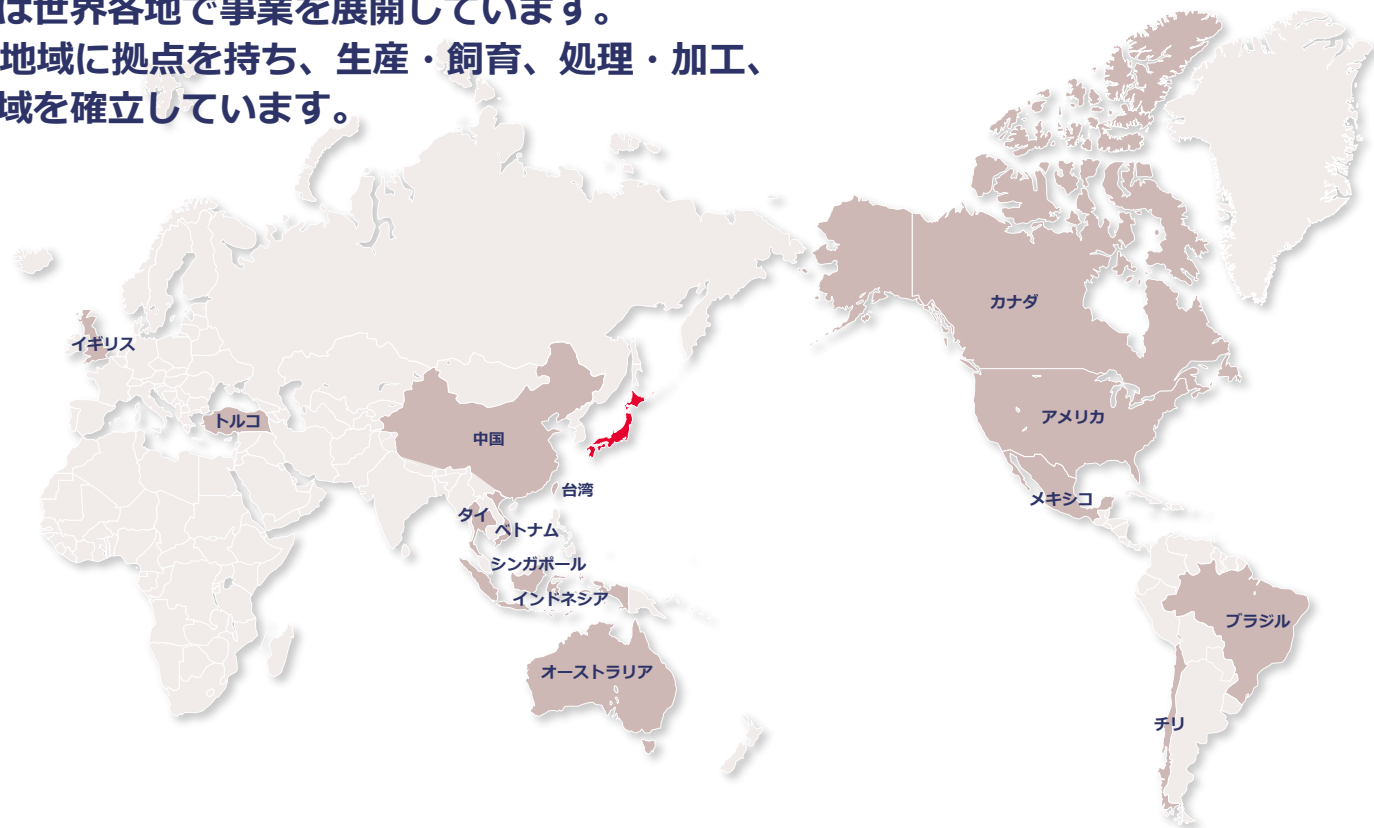 は世界各地で事業を展開しています。
地域に拠点を持ち、生産・飼育、処理・加工、
域を確立しています。
カナダ
イギリス
アメリカ
トルコ
中国
台湾
メキシコ
タイ
ベトナム
シンガポール
インドネシア
ブラジル
オーストラリア
チリ